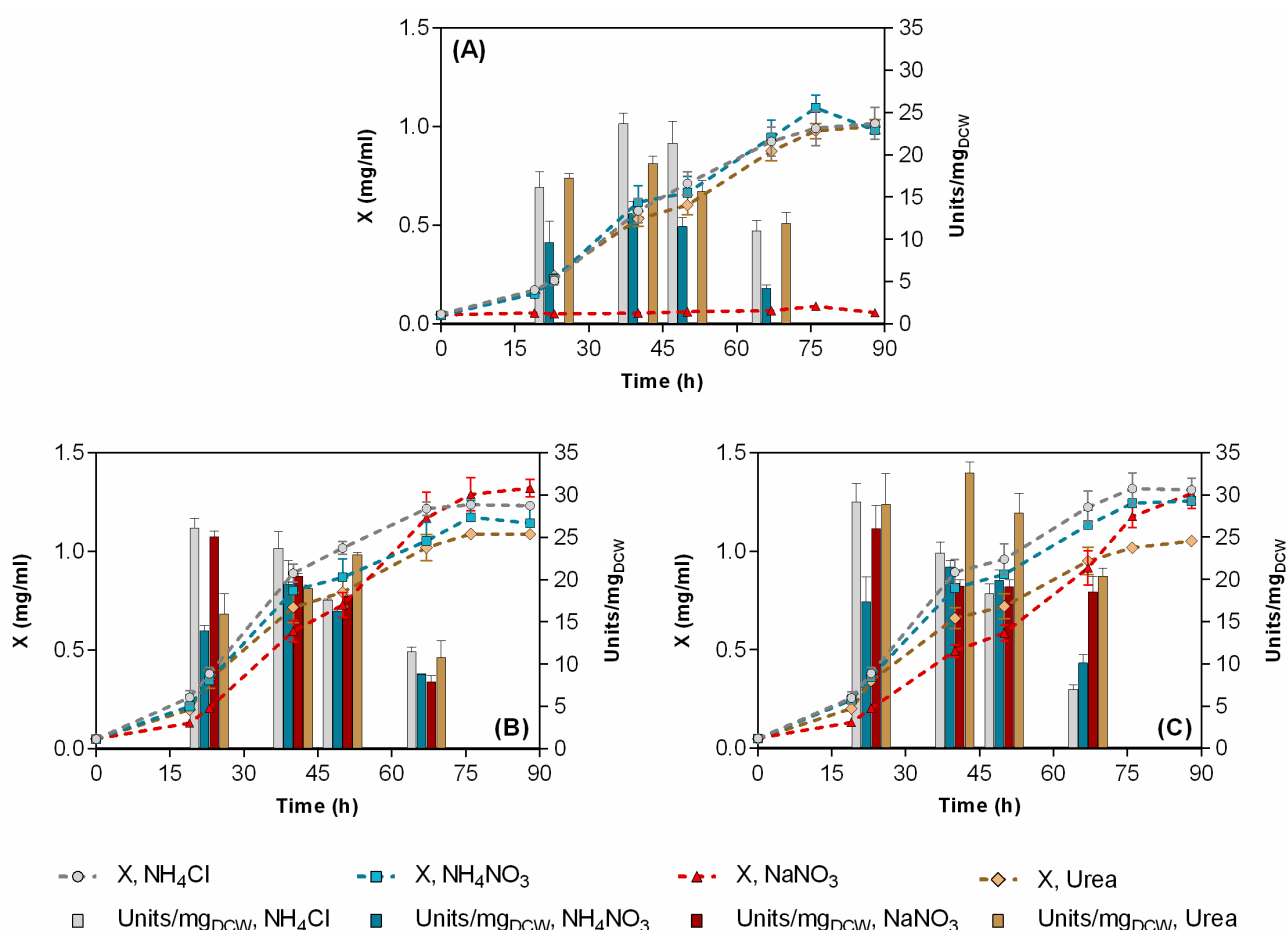 (A)
1.5
1.0
0.5
0.0
X (mg/ml)
35
30
25
20
15
10
5
0
Units/mgDCW
0 15 30 45 60 75 90
Time (h)
1.5
1.0
0.5
0.0
X (mg/ml)
35
30
25
20
15
10
5
0
Units/mgDCW
(B)
0 15 30 45 60 75 90
Time (h)
1.5
1.0
0.5
0.0
X (mg/ml)
35
30
25
20
15
10
5
0
Units/mgDCW
(C)
0 15 30 45 60 75 90
Time (h)
X, NH4Cl X, NH4NO3 X, NaNO3 X, Urea
Units/mgDCW, NH4Cl Units/mgDCW, NH4NO3 Units/mgDCW, NaNO3 Units/mgDCW, Urea